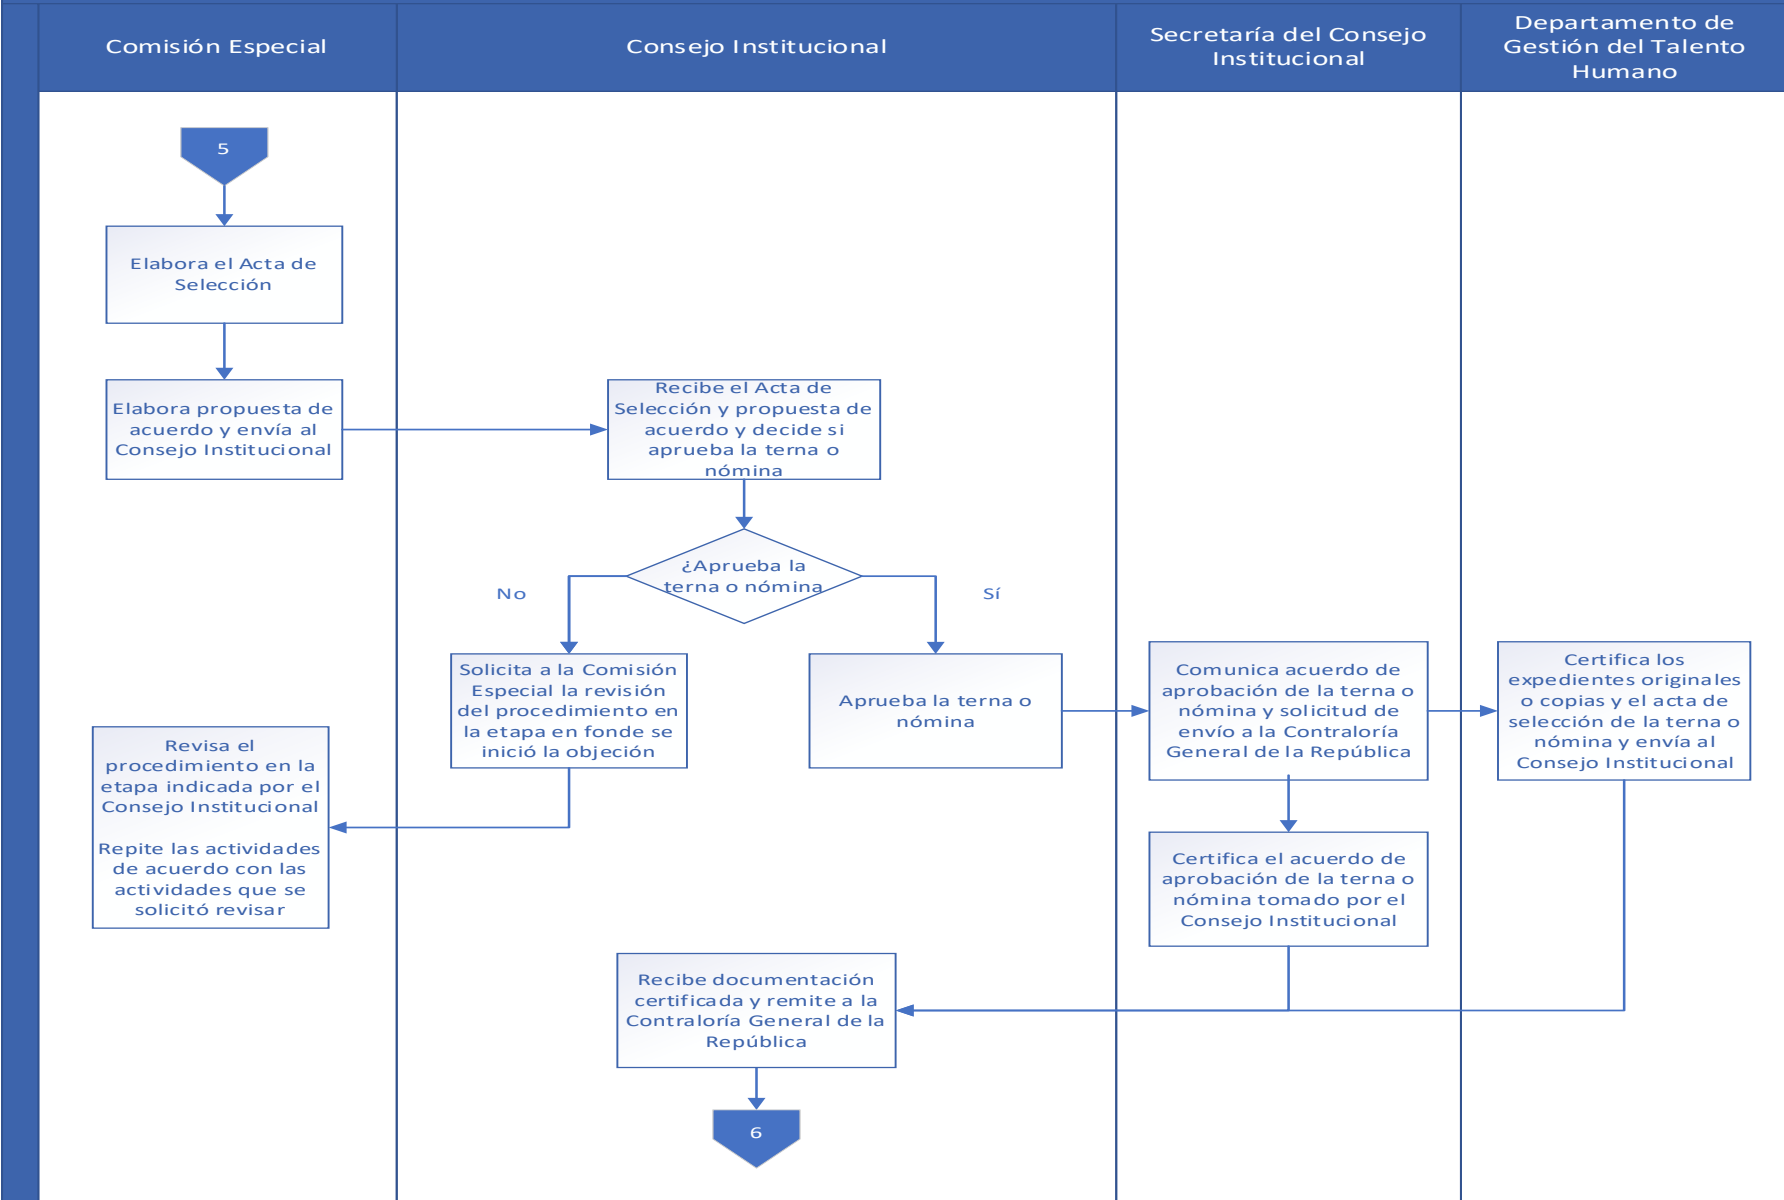 Comisión Especial
Consejo Institucional
Secretaría del Consejo
Institucional
Departamento de
Gestión del Talento
Humano
5
Elabora el Acta de
Selección
Elabora propuesta de
acuerdo y envía al
Consejo Institucional
Recibe el Acta de
Selección y propuesta de
acuerdo y decide si
aprueba la terna o
nómina
¿Aprueba la
terna o nómina
No
Sí
Solicita a la Comisión
Especial la revisión
del procedimiento en
la etapa en fonde se
inició la objeción
Aprueba la terna o
nómina
Comunica acuerdo de
aprobación de la terna o
nómina y solicitud de
envío a la Contraloría
General de la República
Certifica los
expedientes originales
o copias y el acta de
selección de la terna o
nómina y envía al
Consejo Institucional
Revisa el
procedimiento en la
etapa indicada por el
Consejo Institucional
Repite las actividades
de acuerdo con las
actividades que se
solicitó revisar
Certifica el acuerdo de
aprobación de la terna o
nómina tomado por el
Consejo Institucional
Recibe documentación
certificada y remite a la
Contraloría General de la
República
6